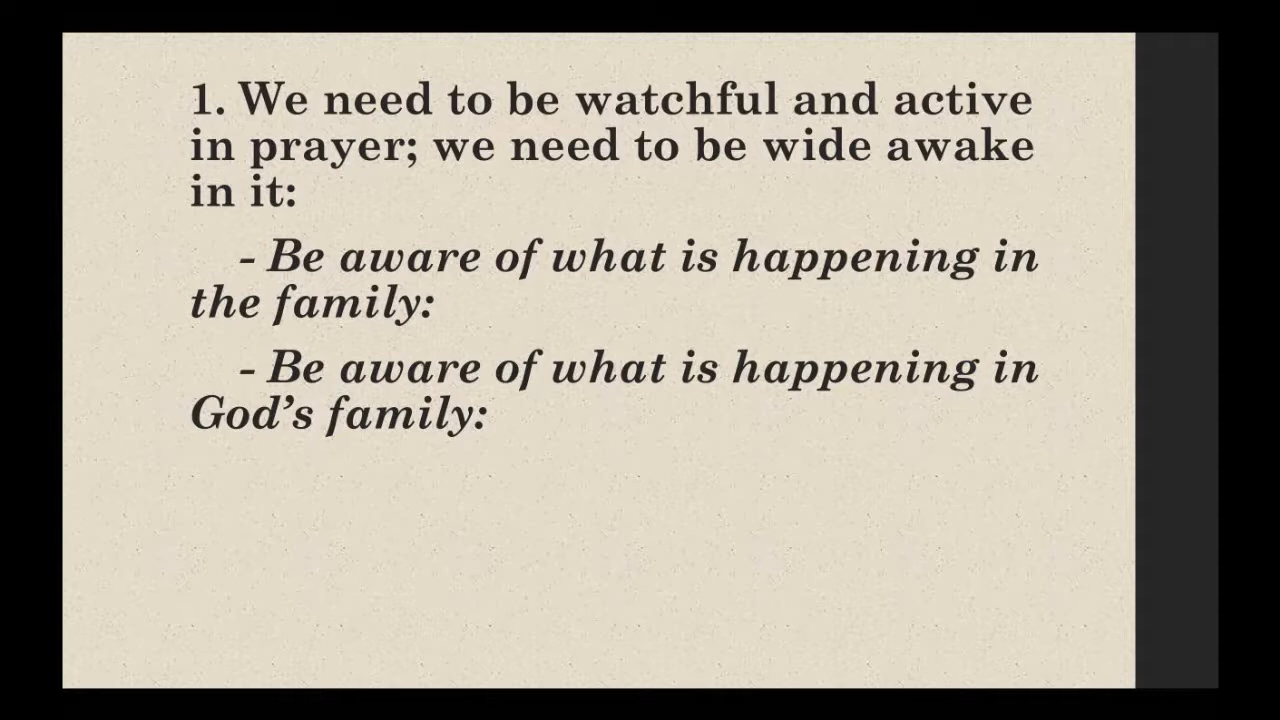 1. We need to be watchful and active
in prayer; we need to be wide awake
in it:
- Be aware of what is happening in
the family:
- Be aware of what is happening in
God’s family: